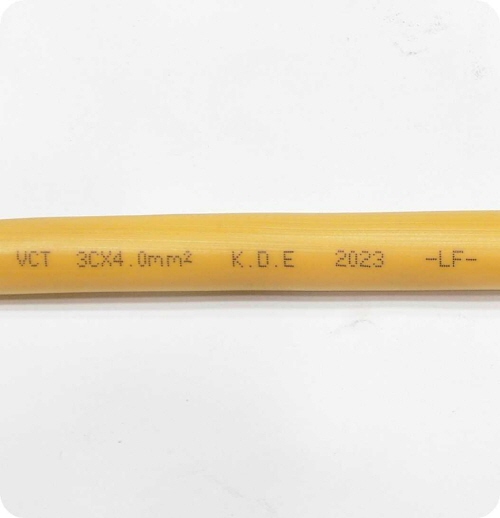 VCT 3CX4.0mm² K.D.E 2023 -LF-